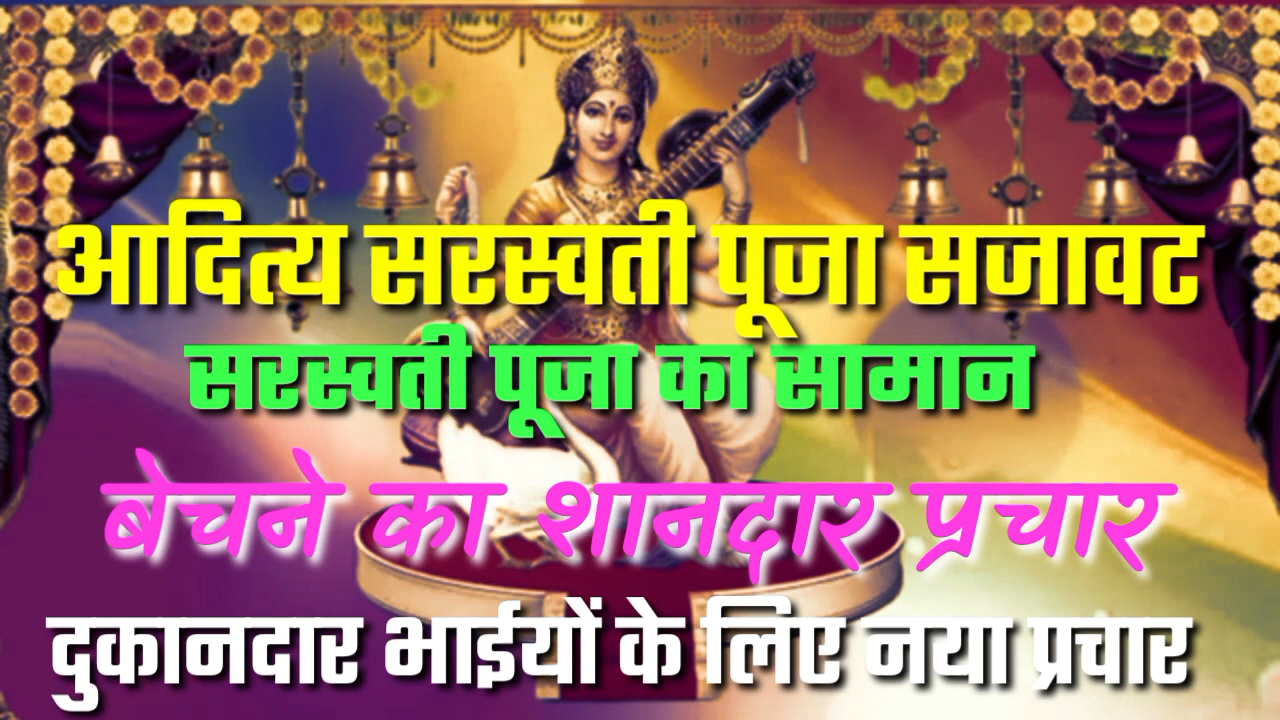 आदित्य सरस्वती पूजा सजावट
सरस्वती पूजा का सामान
बेचने का शानदार प्रचार
दुकानदार भाईयों के लिए नया प्रचार